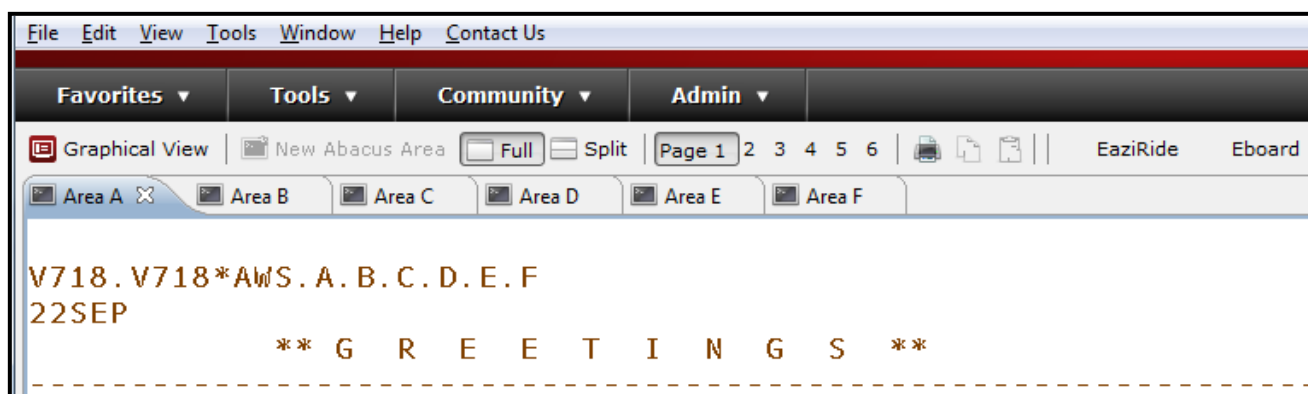 File Edit View Tools Window Help Contact Us
Favorites ▼ Tools ▼ Community ▼ Admin ▼
Graphical View New Abacus Area Full Split Page 1 2 3 4 5 6 EaziRide Eboard
Area A Area B Area C Area D Area E Area F
V718.V718*AWS.A.B.C.D.E.F
22SEP
** G R E E T I N G S **